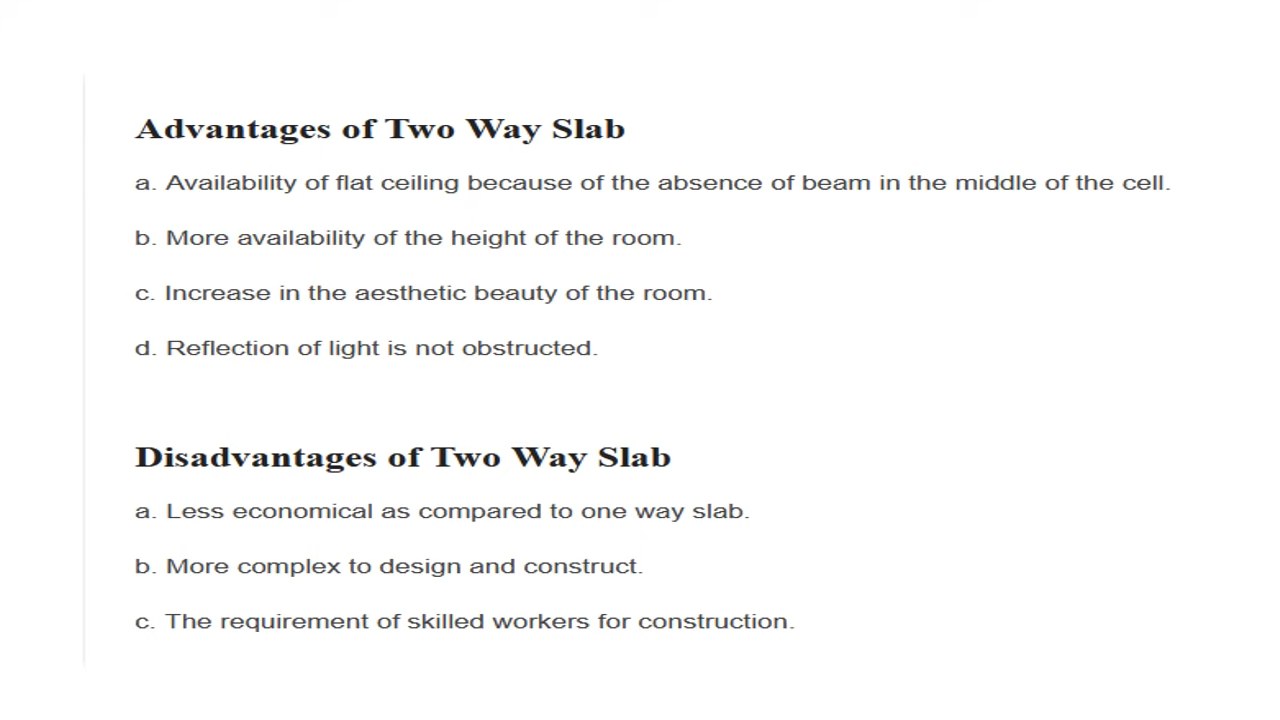 Advantages of Two Way Slab
a. Availability of flat ceiling because of the absence of beam in the middle of the cell.
b. More availability of the height of the room.
c. Increase in the aesthetic beauty of the room.
d. Reflection of light is not obstructed.
Disadvantages of Two Way Slab
a. Less economical as compared to one way slab.
b. More complex to design and construct.
c. The requirement of skilled workers for construction.